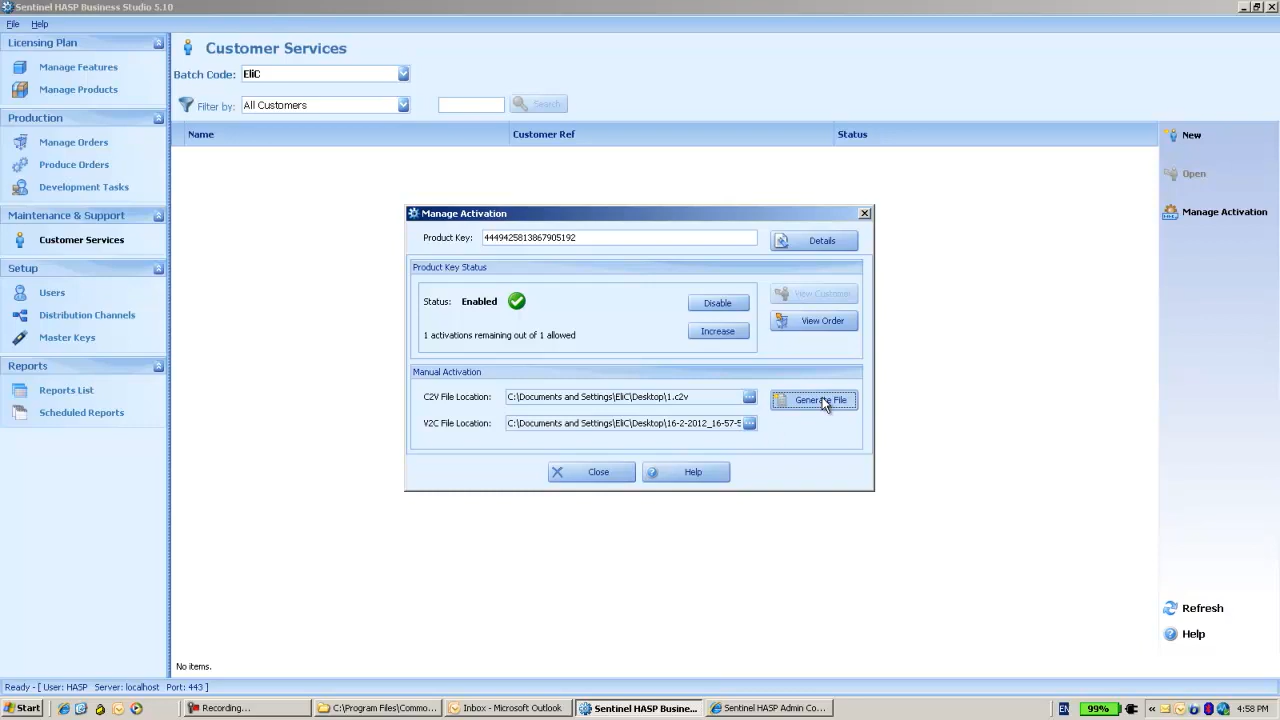 Sentinel HASP Business Studio 5.10
File Help
Licensing Plan
Manage Features
Manage Products
Production
Manage Orders
Produce Orders
Development Tasks
Maintenance & Support
Customer Services
Setup
Users
Distribution Channels
Master Keys
Reports
Reports List
Scheduled Reports
Customer Services
Batch Code: EliC
Filter by: All Customers Search
Name Customer Ref Status
No items.
New
Open
Manage Activation
Refresh
Help
Manage Activation
Product Key: 4449425813867905192 Details
Product Key Status
Status: Enabled
1 activations remaining out of 1 allowed
Disable
Increase
View Customer
View Order
Manual Activation
C2V File Location: C:\Documents and Settings\EliC\Desktop\1.c2v ... Generate File
V2C File Location: C:\Documents and Settings\EliC\Desktop\16-2-2012_16-57-5 ...
Close Help
Ready - [ User: HASP Server: localhost Port: 443 ]
Start Recording... C:\Program Files\Commo... Inbox - Microsoft Outlook Sentinel HASP Busine... Sentinel HASP Admin Co... EN 99% « 4:58 PM